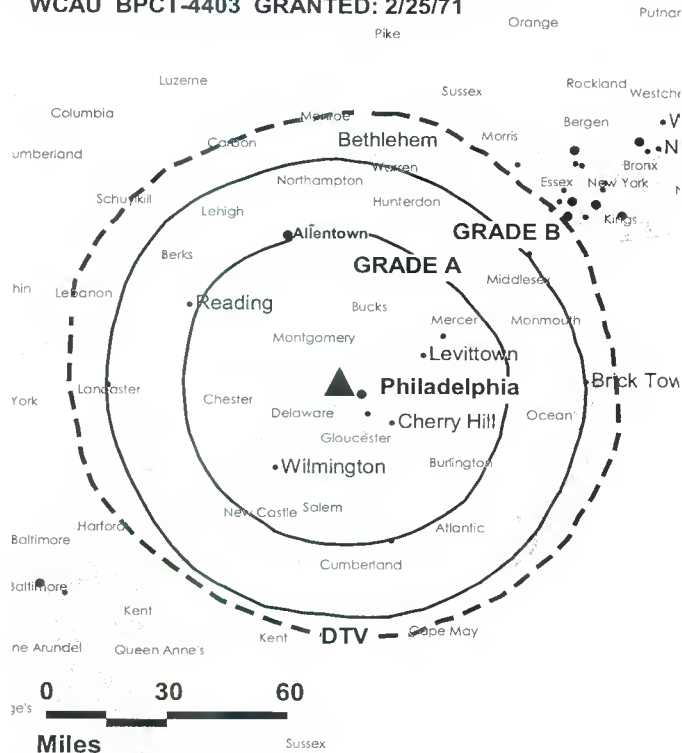 WCAU BPCT-4403 GRANTED: 2/25/71
Orange
Pike
Luzerne
Sussex
Rockland
Columbia
Monroe
Bergen
Carbon
Bethlehem
Morris
Warren
Bronx
Northampton
Essex
New York
Schuylkill
Lehigh
Hunterdon
Kings
GRADE B
Allentown
Berks
GRADE A
Middlesex
Lebanon
Reading
Bucks
Mercer
Monmouth
Montgomery
Levittown
Lancaster
Philadelphia
York
Chester
Delaware
Cherry Hill
Ocean
Gloucester
Wilmington
Burlington
New Castle
Salem
Harford
Atlantic
Baltimore
Cumberland
Baltimore
Kent
Kent
DTV
Cape May
Queen Anne's
0 30 60
Miles
Sussex